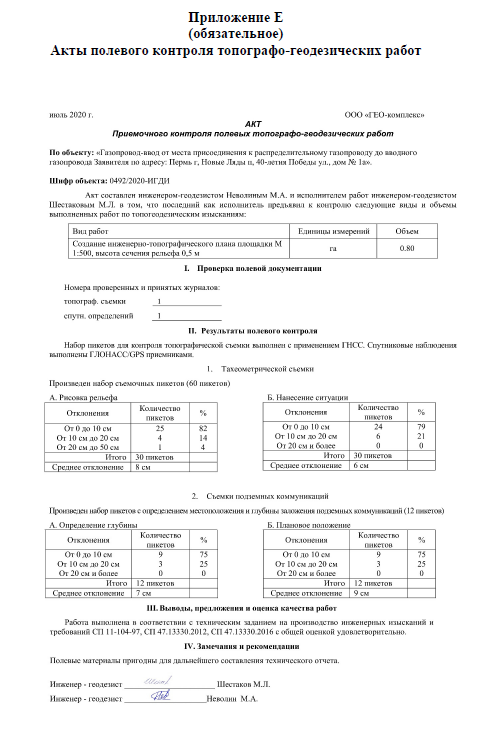 Приложение Е
(обязательное)
Акты полевого контроля топографо-геодезических работ
июль 2020 г. ООО «ГЕО-комплекс»
АКТ
Приемочного контроля полевых топографо-геодезических работ
По объекту: «Газопровод-ввод от места присоединения к распределительному газопроводу до вводного
газопровода Заявителя по адресу: Пермь г, Новые Ляды п, 40-летия Победы ул., дом № 1а».
Шифр объекта: 0492/2020-ИГДИ
Акт составлен инженером-геодезистом Неволиным М.А. и исполнителем работ инженером-геодезистом
Шестаковым М.Л. в том, что последний как исполнитель предъявил к контролю следующие виды и объемы
выполненных работ по топогеодезическим изысканиям:
Вид работ Единицы измерений Объем
Создание инженерно-топографического плана площадки М
1:500, высота сечения рельефа 0,5 м га 0.80
I. Проверка полевой документации
Номера проверенных и принятых журналов:
топограф. съемки 1
спутн. определений 1
II. Результаты полевого контроля
Набор пикетов для контроля топографической съемки выполнен с применением ГНСС. Спутниковые наблюдения
выполнены ГЛОНАСС/GPS приемниками.
1. Тахеометрической съемки
Произведен набор съемочных пикетов (60 пикетов)
А. Рисовка рельефа
Отклонения Количество пикетов %
От 0 до 10 см 25 82
От 10 см до 20 см 4 14
От 20 см до 50 см 1 4
Итого 30 пикетов
Среднее отклонение 8 см
Б. Нанесение ситуации
Отклонения Количество пикетов %
От 0 до 10 см 24 79
От 10 см до 20 см 6 21
От 20 см и более 0 0
Итого 30 пикетов
Среднее отклонение 6 см
2. Съемки подземных коммуникаций
Произведен набор пикетов с определением местоположения и глубины заложения подземных коммуникаций (12 пикетов)
А. Определение глубины
Отклонения Количество пикетов %
От 0 до 10 см 9 75
От 10 см до 20 см 3 25
От 20 см и более 0 0
Итого 12 пикетов
Среднее отклонение 7 см
Б. Плановое положение
Отклонения Количество пикетов %
От 0 до 10 см 9 75
От 10 см до 20 см 3 25
От 20 см и более 0 0
Итого 12 пикетов
Среднее отклонение 9 см
III. Выводы, предложения и оценка качества работ
Работа выполнена в соответствии с техническим заданием на производство инженерных изысканий и
требований СП 11-104-97, СП 47.13330.2012, СП 47.13330.2016 с общей оценкой удовлетворительно.
IV. Замечания и рекомендации
Полевые материалы пригодны для дальнейшего составления технического отчета.
Инженер - геодезист Шестаков М.Л.
Инженер - геодезист Неволин М.А.